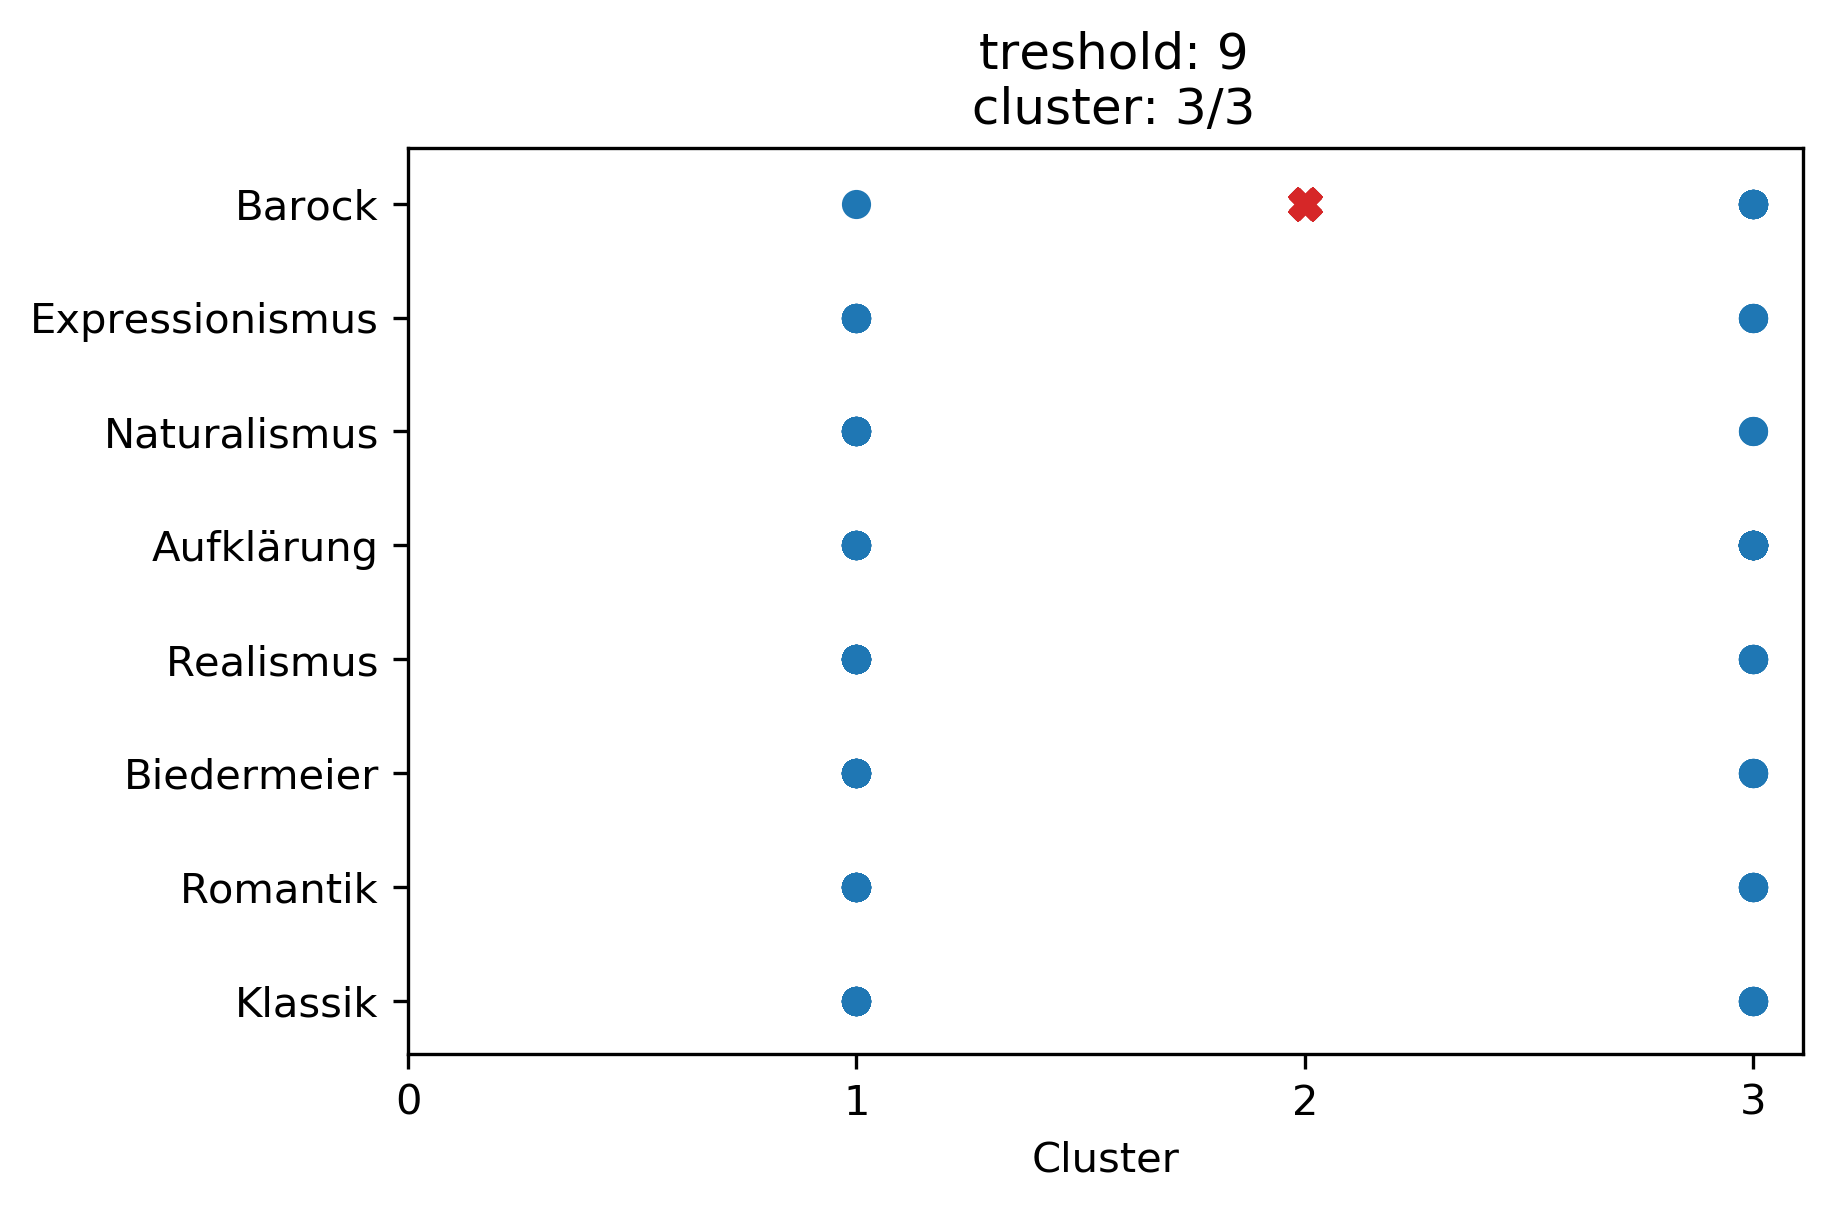 treshold: 9
cluster: 3/3
Barock
Expressionismus
Naturalismus
Aufklärung
Realismus
Biedermeier
Romantik
Klassik
0 1 2 3
Cluster